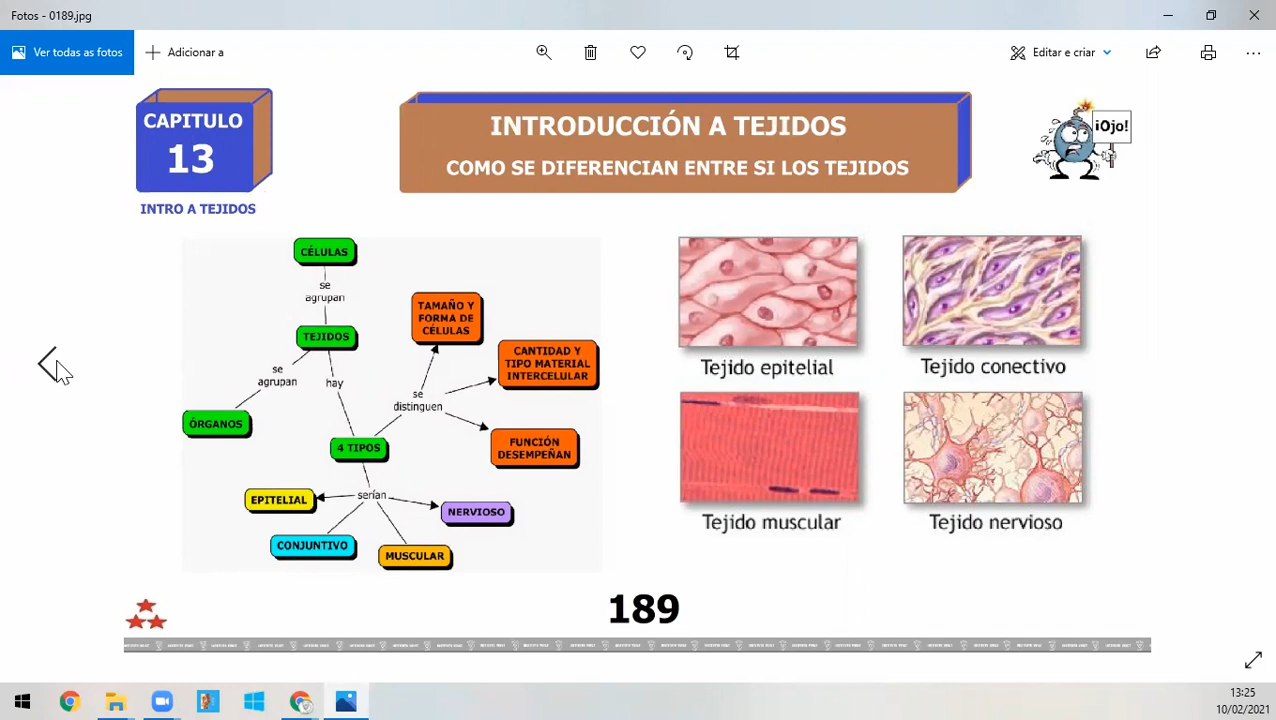 Fotos - 0189.jpg
Ver todas as fotos
Adicionar a
Editar e criar
CAPITULO
13
INTRO A TEJIDOS
INTRODUCCIÓN A TEJIDOS
COMO SE DIFERENCIAN ENTRE SI LOS TEJIDOS
¡Ojo!
CÉLULAS
se
agrupan
TEJIDOS
se
agrupan
hay
ÓRGANOS
4 TIPOS
se
distinguen
TAMAÑO Y
FORMA DE
CÉLULAS
CANTIDAD Y
TIPO MATERIAL
INTERCELULAR
FUNCIÓN
DESEMPEÑAN
serían
EPITELIAL
CONJUNTIVO
MUSCULAR
NERVIOSO
Tejido epitelial
Tejido conectivo
Tejido muscular
Tejido nervioso
189
13:25
10/02/2021